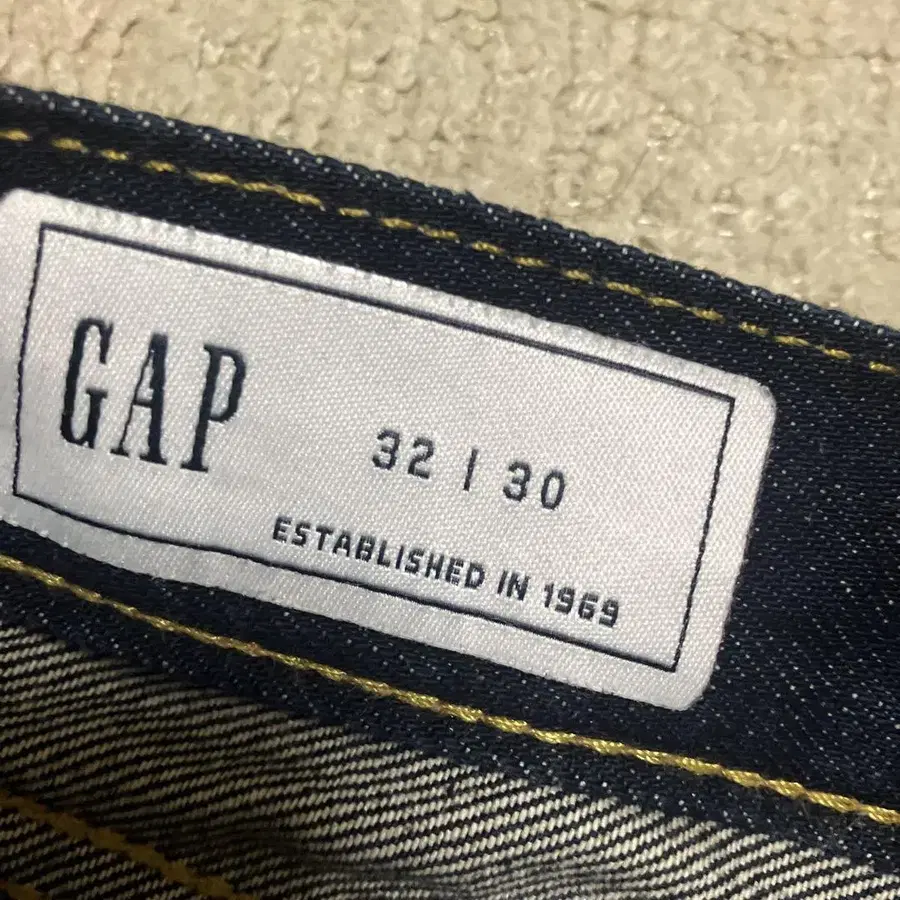 GAP
32 | 30
ESTABLISHED IN 1969